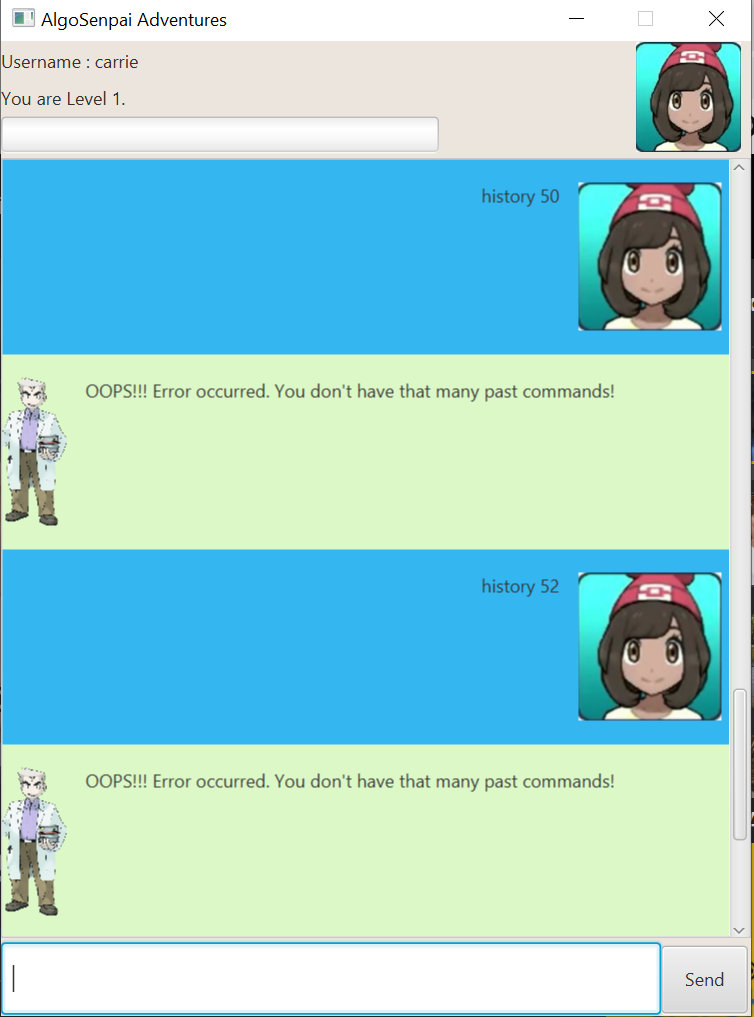 AlgoSenpai Adventures
Username : carrie
You are Level 1.
history 50
OOPS!!! Error occurred. You don't have that many past commands!
history 52
OOPS!!! Error occurred. You don't have that many past commands!
Send